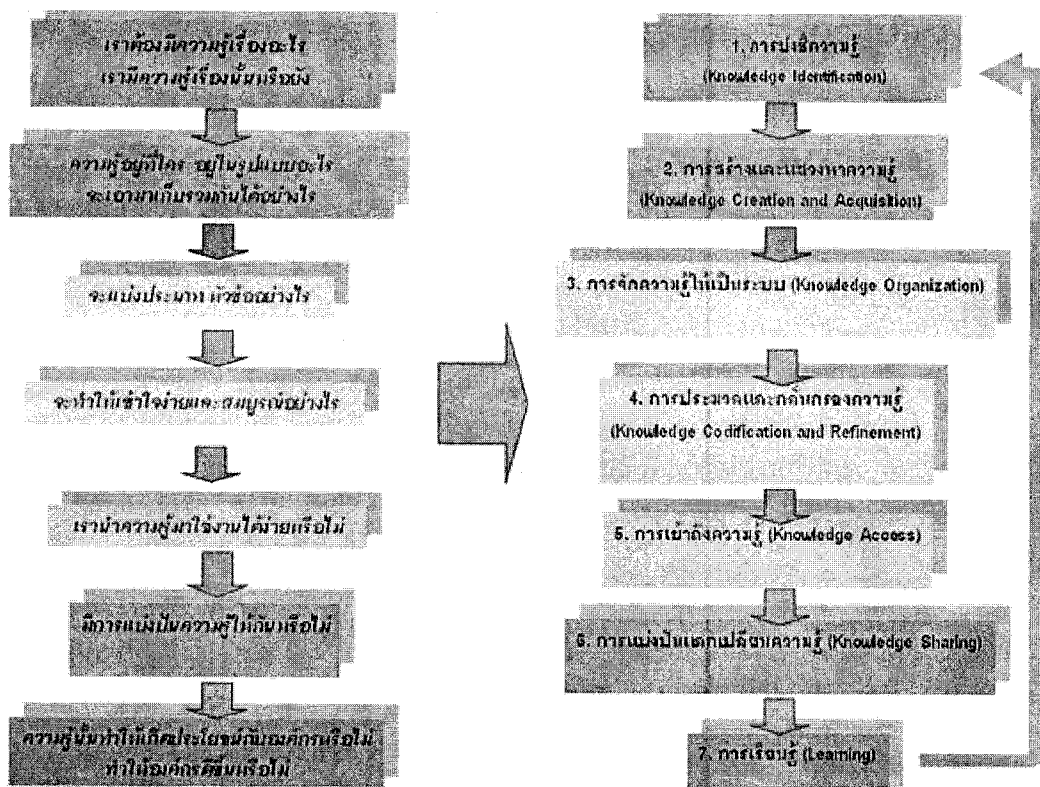 เราต้องมีความรู้เรื่องอะไร
เรามีความรู้เรื่องนั้นหรือยัง
ความรู้อยู่ที่ใคร อยู่ในรูปแบบอะไร
จะเอามาเก็บรวมกันได้อย่างไร
จะแบ่งประเภท หัวข้ออย่างไร
จะทำให้เข้าใจง่ายและสมบูรณ์อย่างไร
เรานำความรู้มาใช้งานได้ง่ายหรือไม่
มีการแบ่งปันความรู้ให้กันหรือไม่
ความรู้นั้นทำให้เกิดประโยชน์กับองค์กรหรือไม่
ทำให้องค์กรดีขึ้นหรือไม่
1. การบ่งชี้ความรู้
(Knowledge Identification)
2. การสร้างและแสวงหาความรู้
(Knowledge Creation and Acquisition)
3. การจัดความรู้ให้เป็นระบบ (Knowledge Organization)
4. การประมวลและกลั่นกรองความรู้
(Knowledge Codification and Refinement)
5. การเข้าถึงความรู้ (Knowledge Access)
6. การแบ่งปันแลกเปลี่ยนความรู้ (Knowledge Sharing)
7. การเรียนรู้ (Learning)